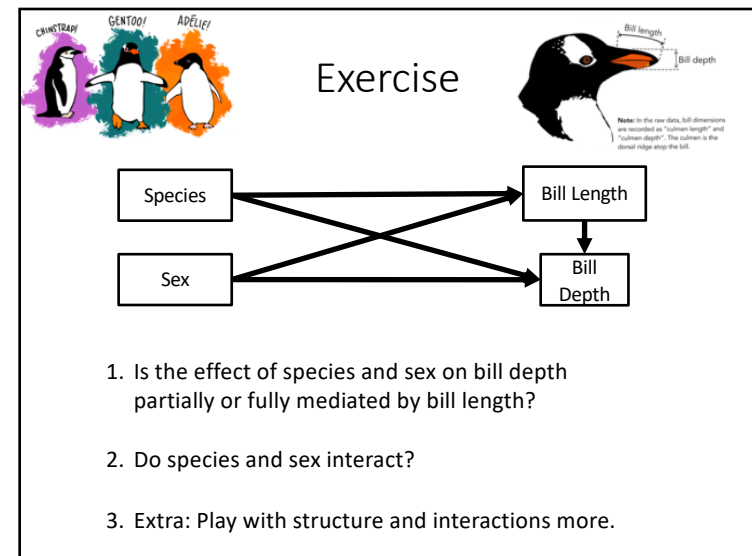 CHINSTRAP!
GENTOO!
ADÉLIE!
Exercise
Bill length
Bill depth
Note: In the raw data, bill dimensions
are recorded as "culmen length" and
"culmen depth". The culmen is the
dorsal ridge atop the bill.
Species
Bill Length
Sex
Bill
Depth
1. Is the effect of species and sex on bill depth
partially or fully mediated by bill length?
2. Do species and sex interact?
3. Extra: Play with structure and interactions more.